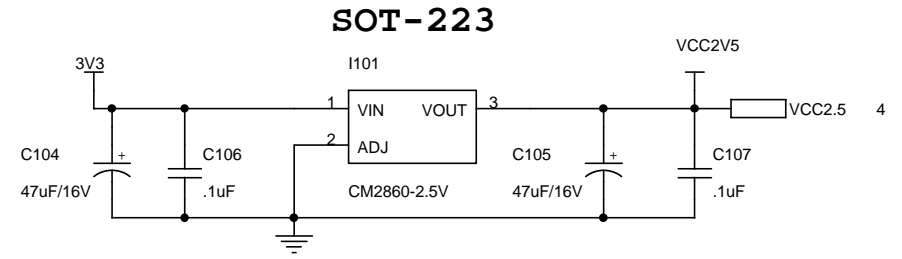 SOT-223
VCC2V5
3V3
I101
1
VIN
VOUT
3
VCC2.5
4
2
ADJ
C104
+
C106
C105
+
C107
47uF/16V
.1uF
CM2860-2.5V
47uF/16V
.1uF